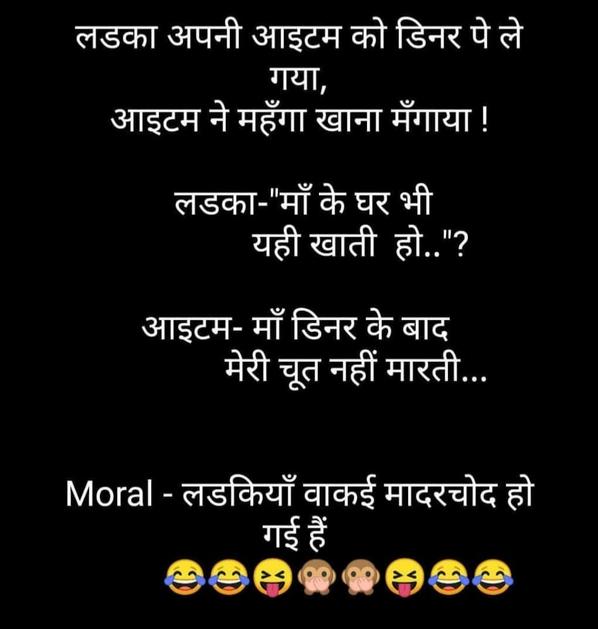 लडका अपनी आइटम को डिनर पे ले
गया,
आइटम ने महँगा खाना मँगाया !
लडका-"माँ के घर भी
यही खाती हो.."?
आइटम- माँ डिनर के बाद
मेरी चूत नहीं मारती...
Moral - लडकियाँ वाकई मादरचोद हो
गई हैं
😂😂😝🙊🙊😝😂😂